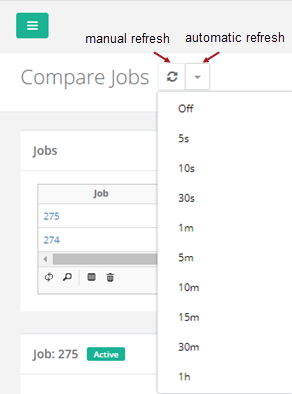 manual refresh automatic refresh
Compare Jobs
Off
5s
10s
30s
1m
5m
10m
15m
30m
1h
Jobs
Job
275
274
Job: 275 Active